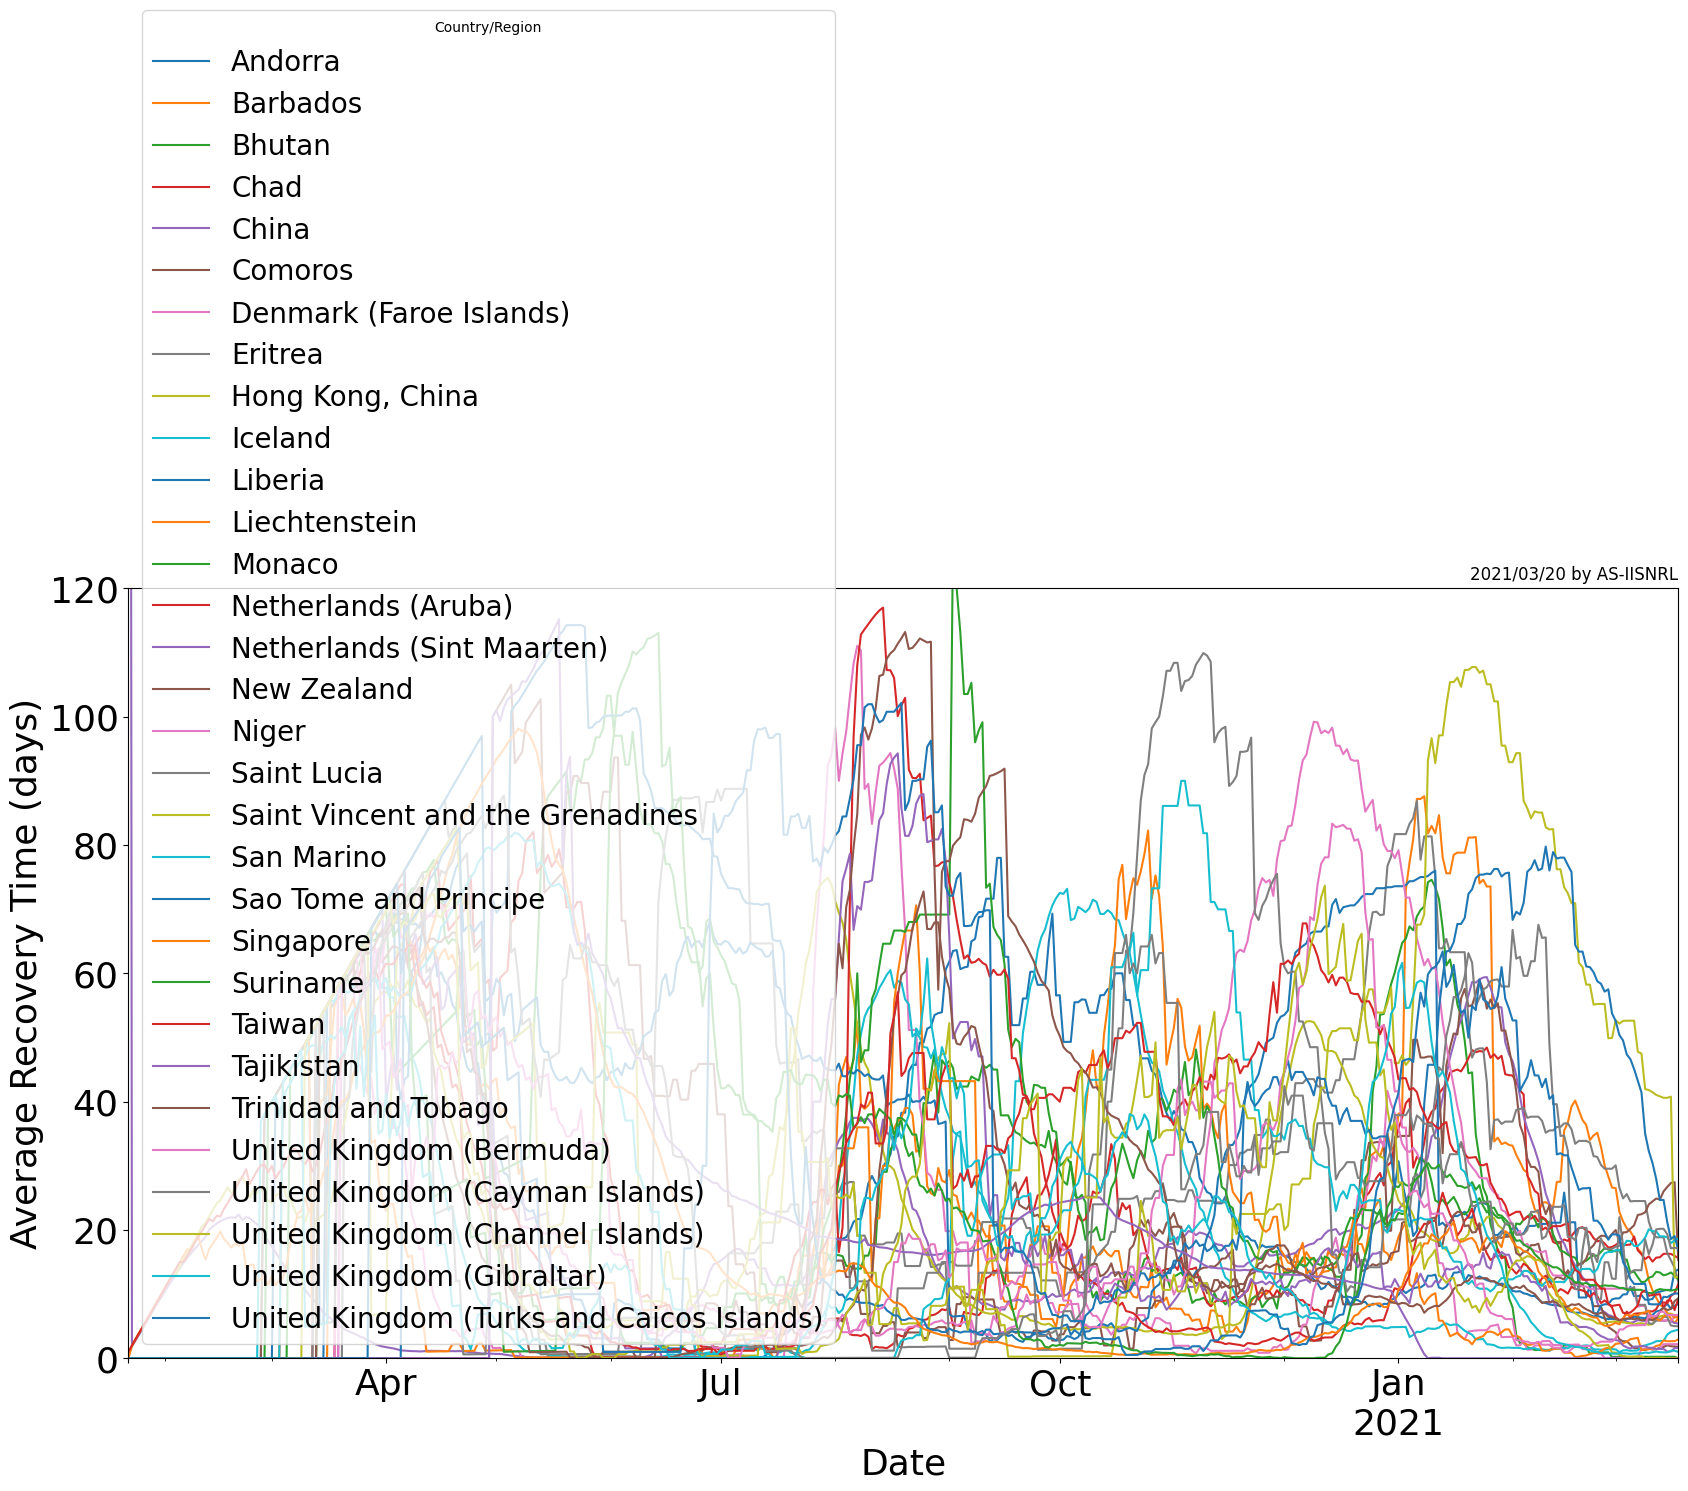 Country/Region
Andorra
Barbados
Bhutan
Chad
China
Comoros
Denmark (Faroe Islands)
Eritrea
Hong Kong, China
Iceland
Liberia
Liechtenstein
Monaco
Netherlands (Aruba)
Netherlands (Sint Maarten)
New Zealand
Niger
Saint Lucia
Saint Vincent and the Grenadines
San Marino
Sao Tome and Principe
Singapore
Suriname
Taiwan
Tajikistan
Trinidad and Tobago
United Kingdom (Bermuda)
United Kingdom (Cayman Islands)
United Kingdom (Channel Islands)
United Kingdom (Gibraltar)
United Kingdom (Turks and Caicos Islands)
2021/03/20 by AS-IISNRL
Average Recovery Time (days)
120
100
80
60
40
20
0
Apr
Jul
Oct
Jan
2021
Date